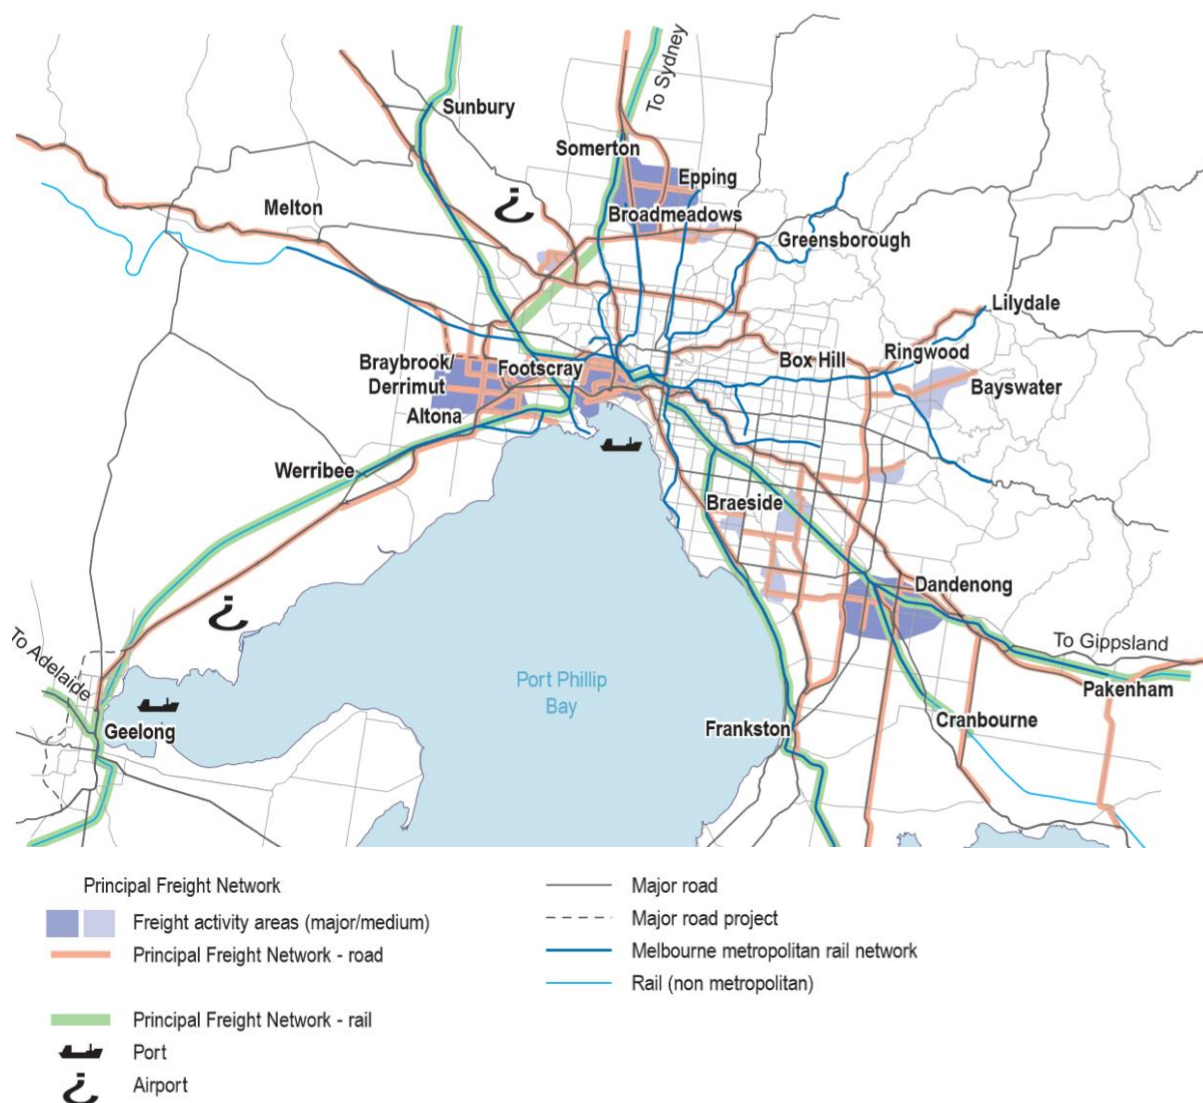 To Sydney
Sunbury
Somerton
Epping
Melton
Broadmeadows
Greensborough
Lilydale
Ringwood
Box Hill
Braybrook/
Derrimut
Footscray
Bayswater
Altona
Werribee
Braeside
Dandenong
To Adelaide
To Gippsland
Port Phillip
Bay
Pakenham
Geelong
Frankston
Cranbourne
Principal Freight Network
Freight activity areas (major/medium)
Principal Freight Network - road
Principal Freight Network - rail
Port
Airport
Major road
Major road project
Melbourne metropolitan rail network
Rail (non metropolitan)